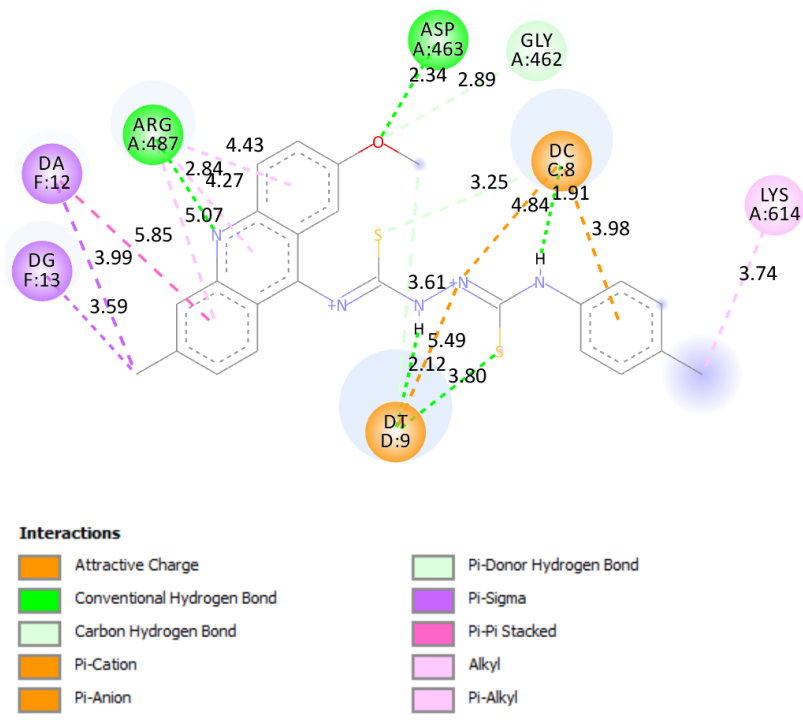 ASP
A:463
GLY
A:462
2.34
2.89
ARG
A:487
4.43
DC
C:8
DA
F:12
2.84
4.27
3.25
1.91
4.84
LYS
A:614
O
5.07
N
S
H
3.98
5.85
DG
F:13
3.99
3.61
+N
N
3.74
3.59
+N
N
H
5.49
S
2.12
3.80
DT
D:9
Interactions
Attractive Charge
Conventional Hydrogen Bond
Carbon Hydrogen Bond
Pi-Cation
Pi-Anion
Pi-Donor Hydrogen Bond
Pi-Sigma
Pi-Pi Stacked
Alkyl
Pi-Alkyl